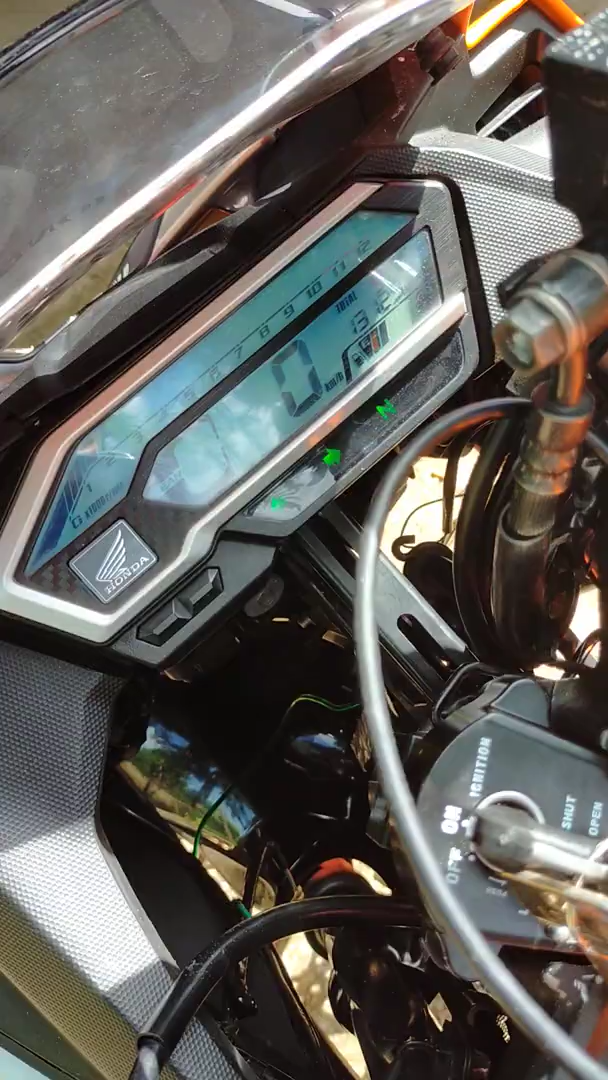 1 2 3 4 5 6 7 8 9 10 11 12
x1000r/min
TOTAL
0
km/h
N
HONDA
IGNITION
ON
OFF
SHUT
OPEN